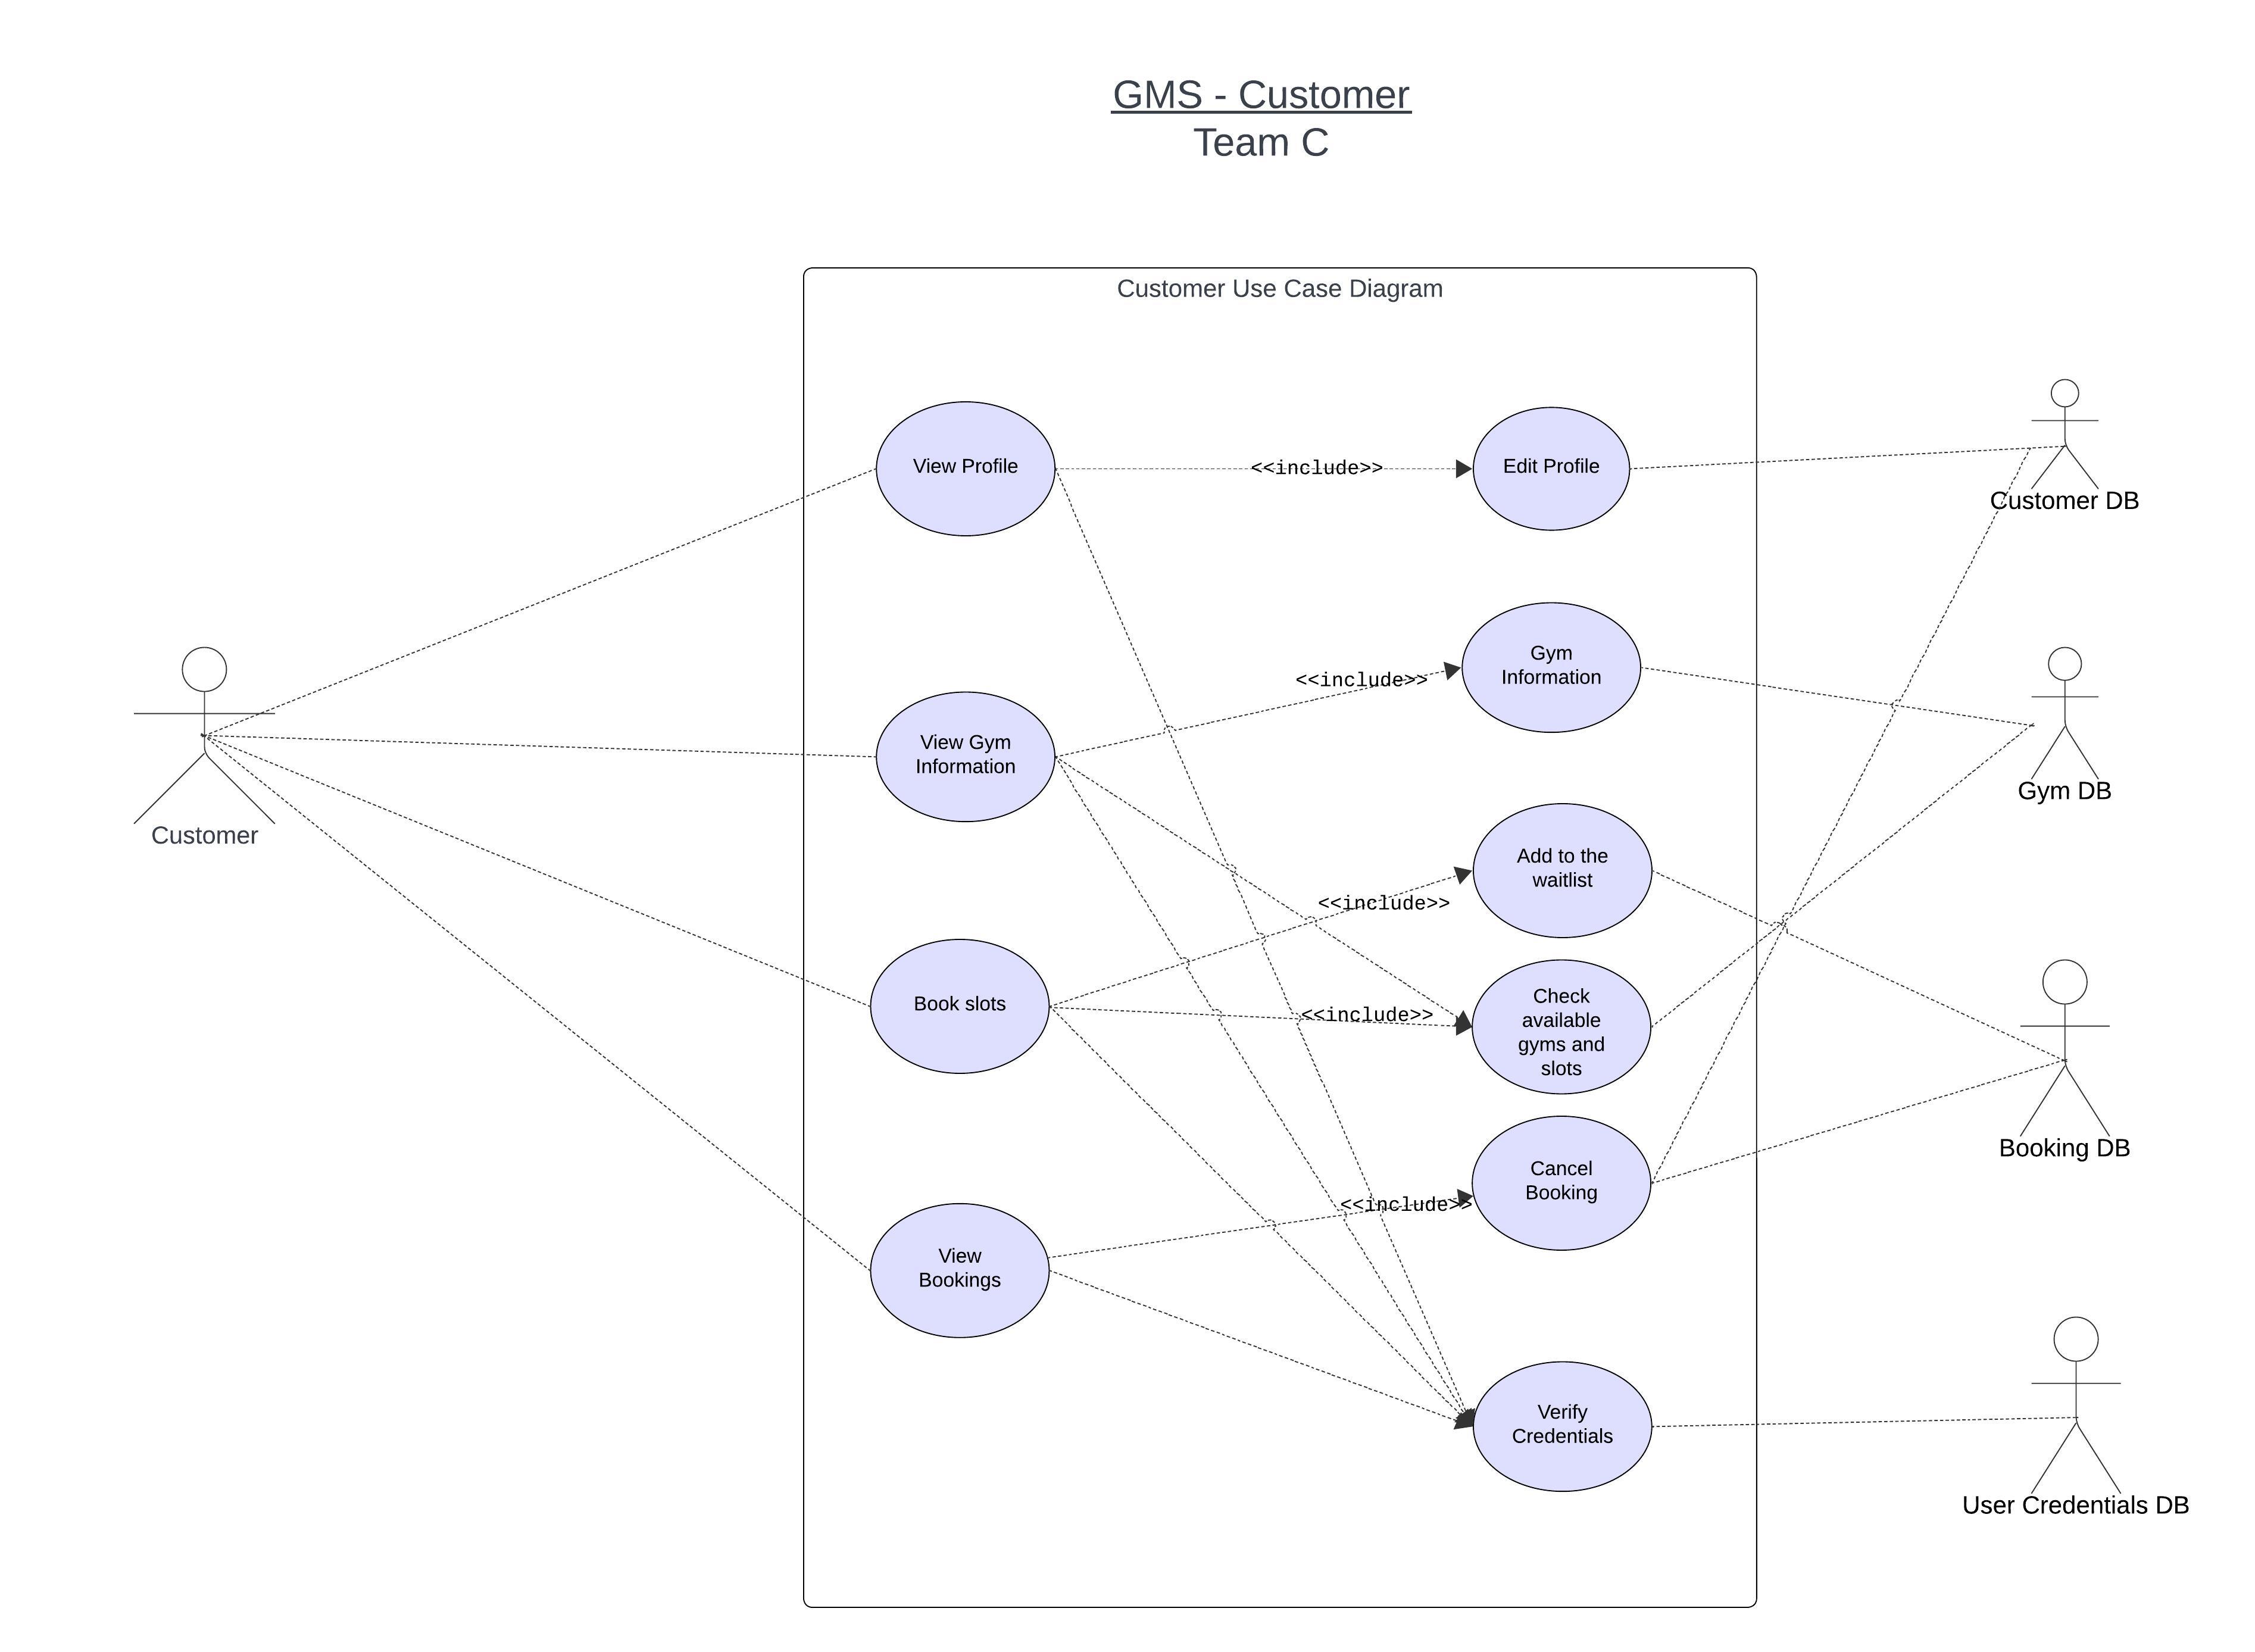 GMS - Customer
Team C
Customer Use Case Diagram
View Profile
<<include>>
Edit Profile
Customer DB
Gym
Information
<<include>>
View Gym
Information
Gym DB
Customer
Add to the
waitlist
<<include>>
Book slots
<<include>>
Check
available
gyms and
slots
Booking DB
Cancel
Booking
<<include>>
View
Bookings
Verify
Credentials
User Credentials DB